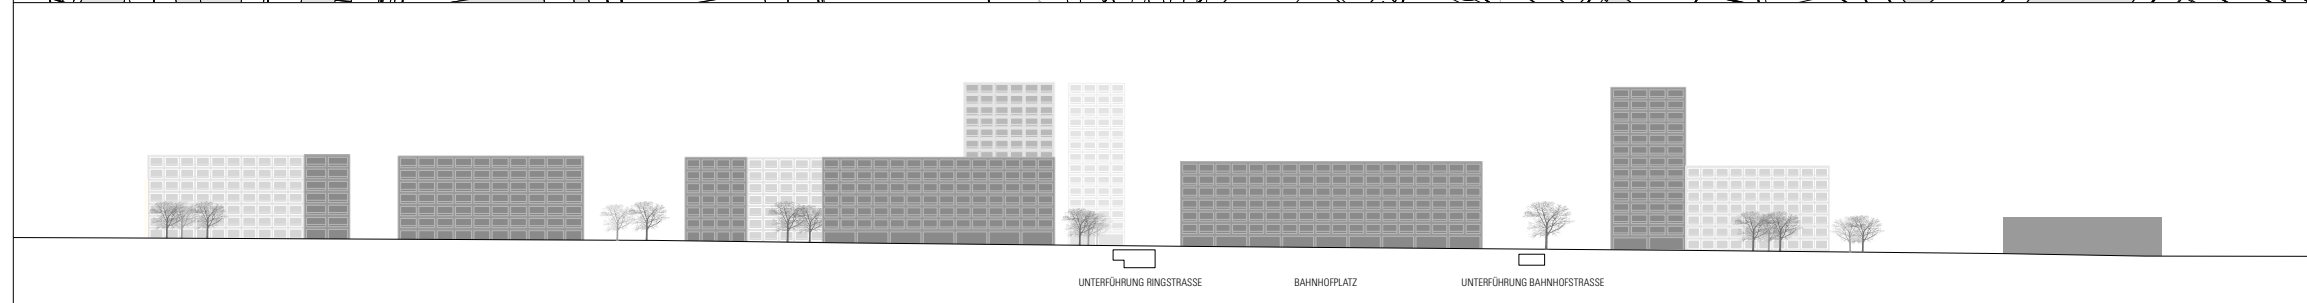 UNTERFÜHRUNG RINGSTRASSE
BAHNHOFPLATZ
UNTERFÜHRUNG BAHNHOFSTRASSE